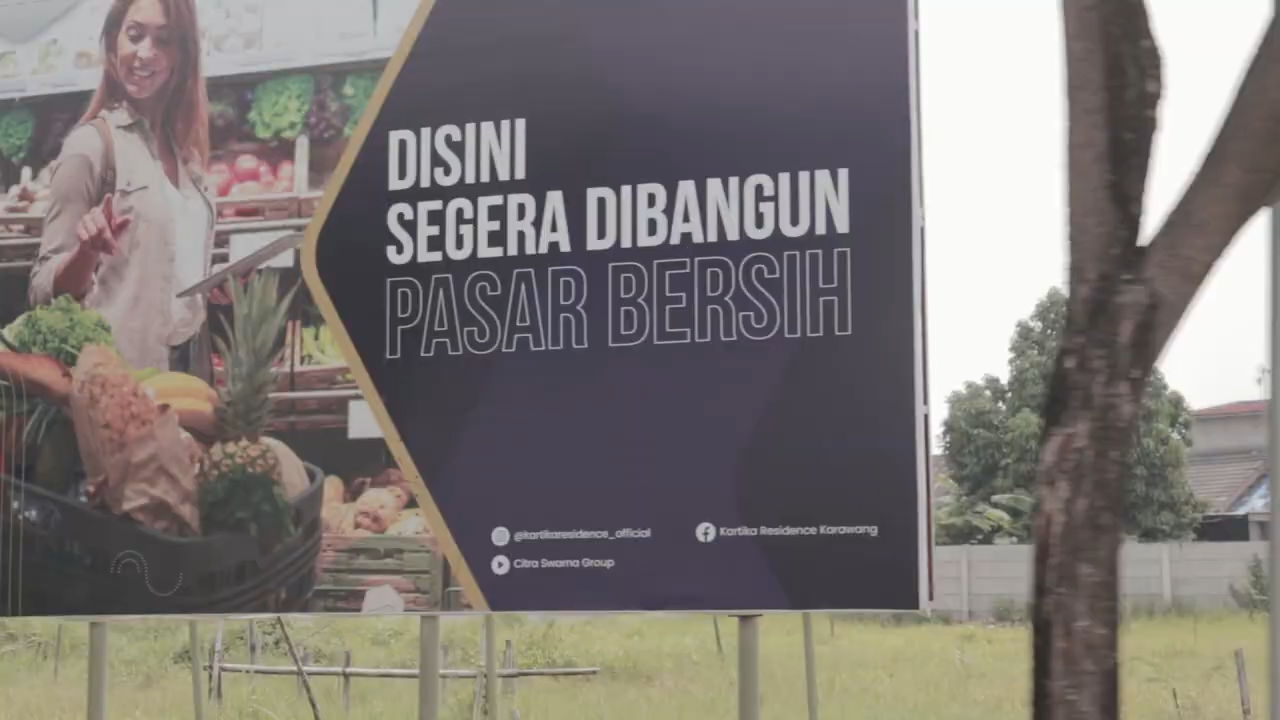 DISINI
SEGERA DIBANGUN
PASAR BERSIH
@kartikaresidence_official
Kartika Residence Karawang
Citra Swarna Group